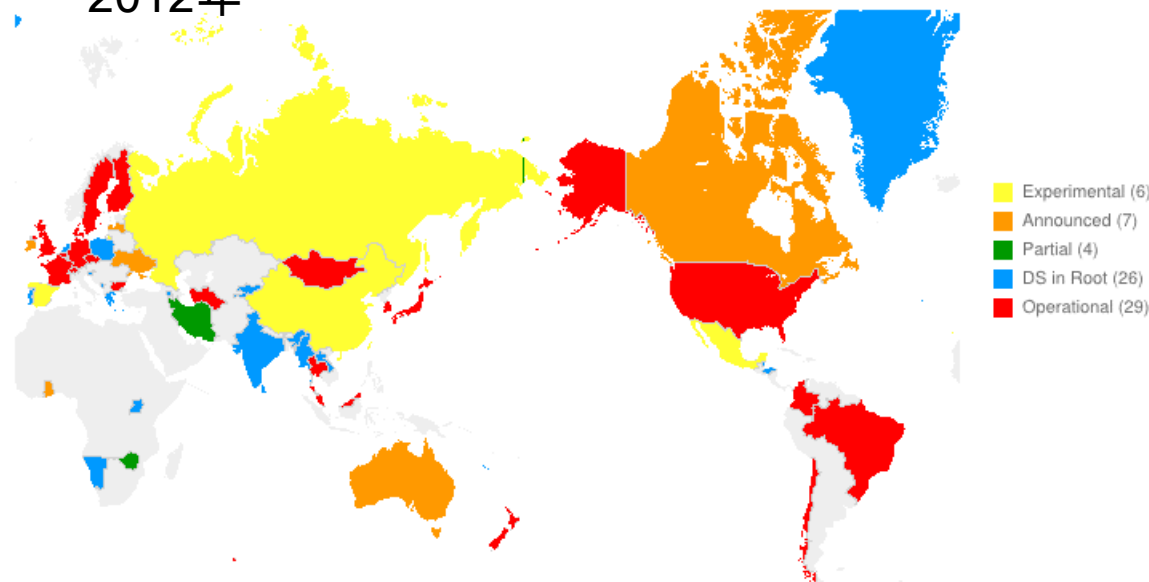 2012年
Experimental (6)
Announced (7)
Partial (4)
DS in Root (26)
Operational (29)